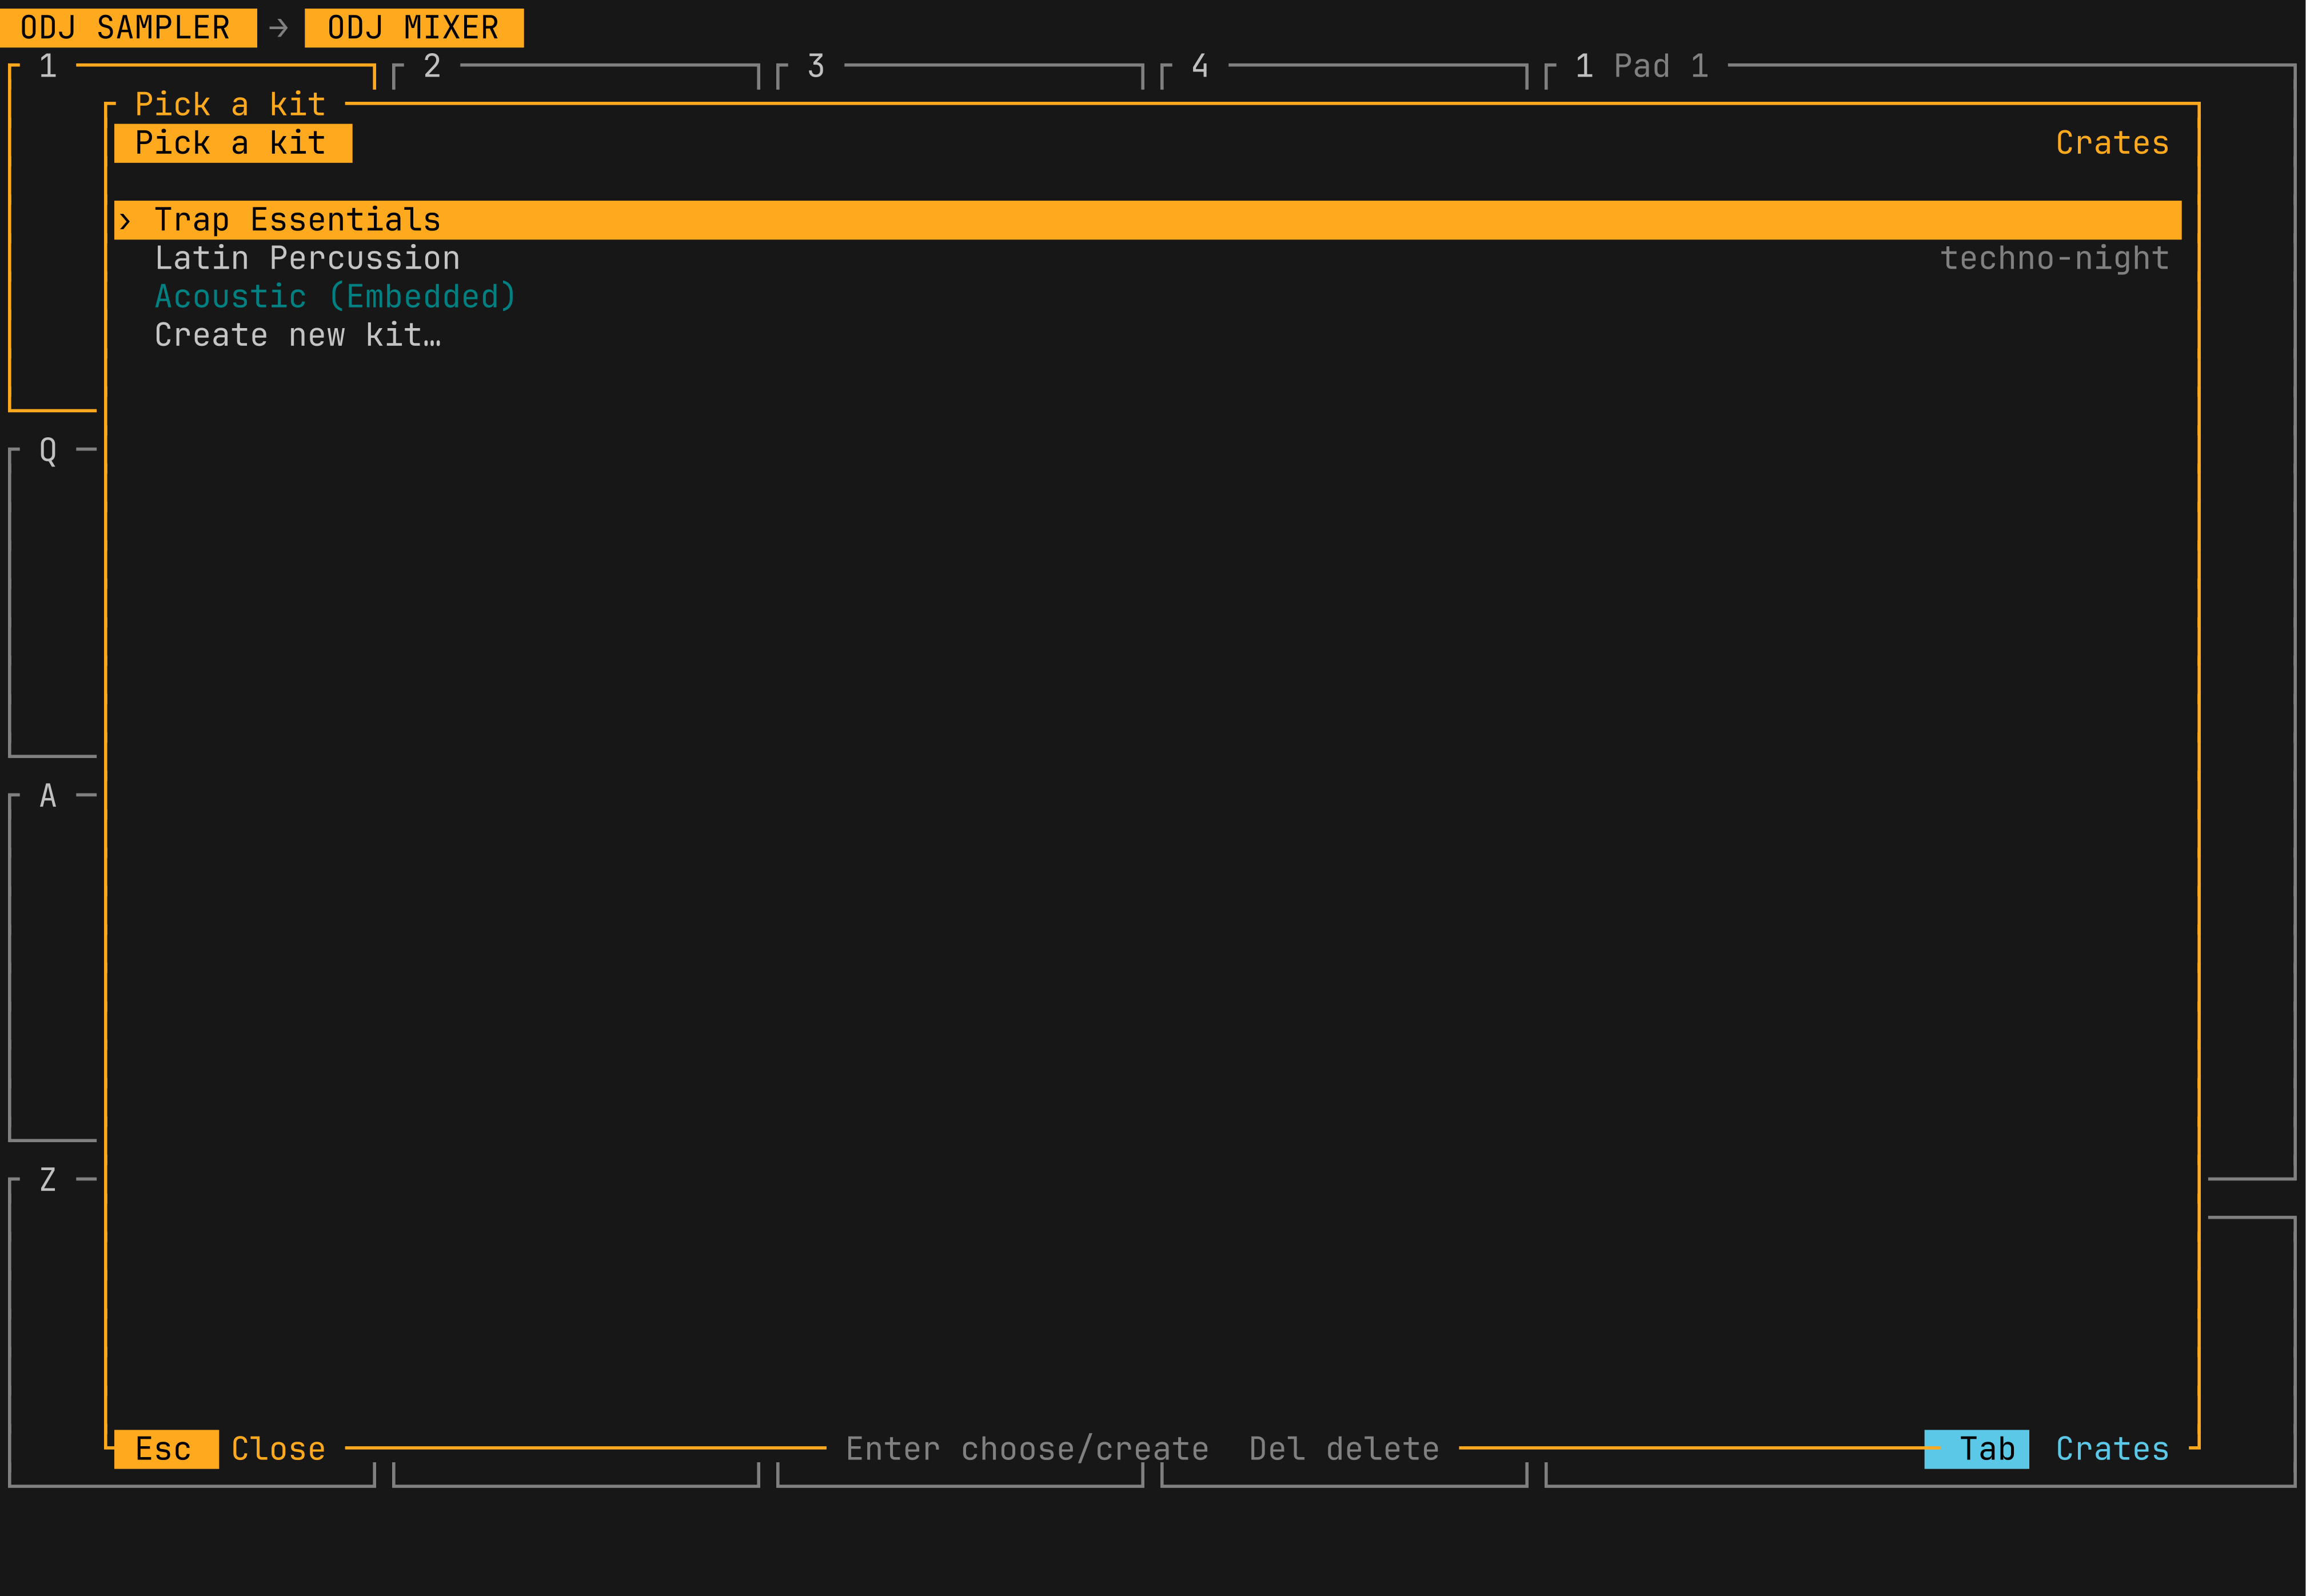 ODJ SAMPLER → ODJ MIXER
1 2 3 4 1 Pad 1
Pick a kit
Pick a kit Crates
› Trap Essentials
Latin Percussion techno-night
Acoustic (Embedded)
Create new kit…
Q
A
Z
Esc Close Enter choose/create Del delete Tab Crates